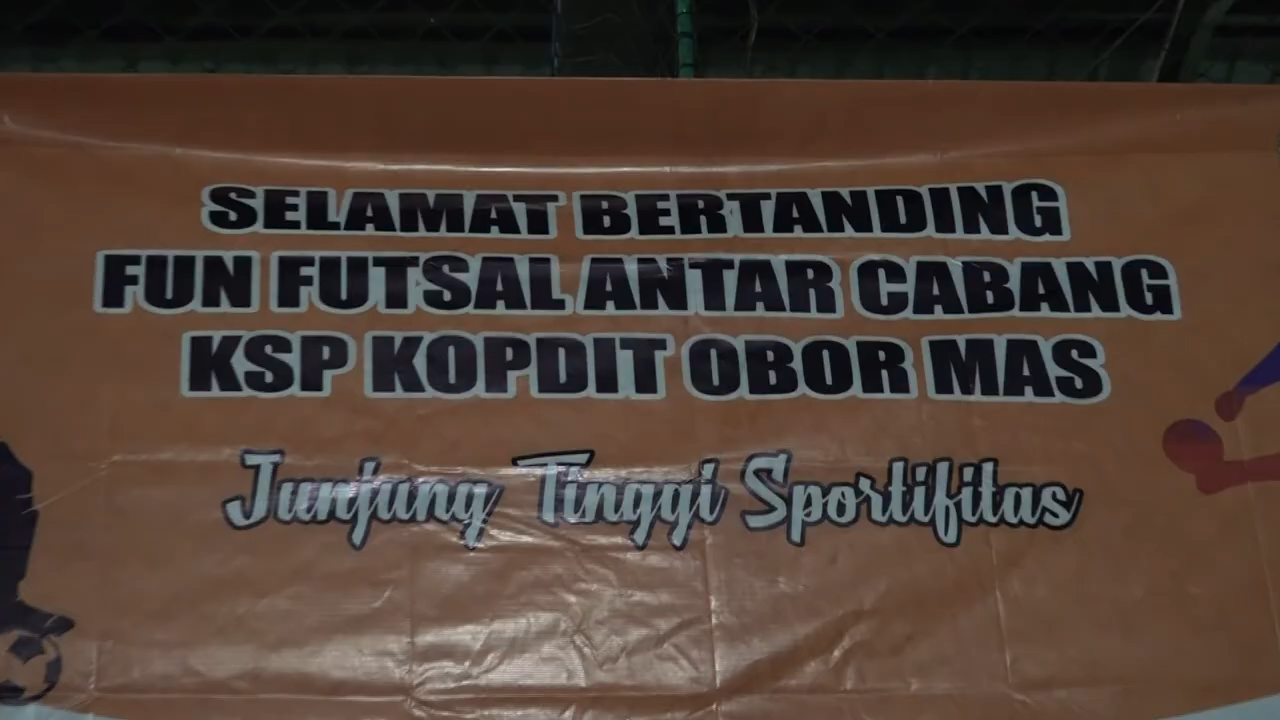 SELAMAT BERTANDING
FUN FUTSAL ANTAR CABANG
KSP KOPDIT OBOR MAS
Junjung Tinggi Sportifitas